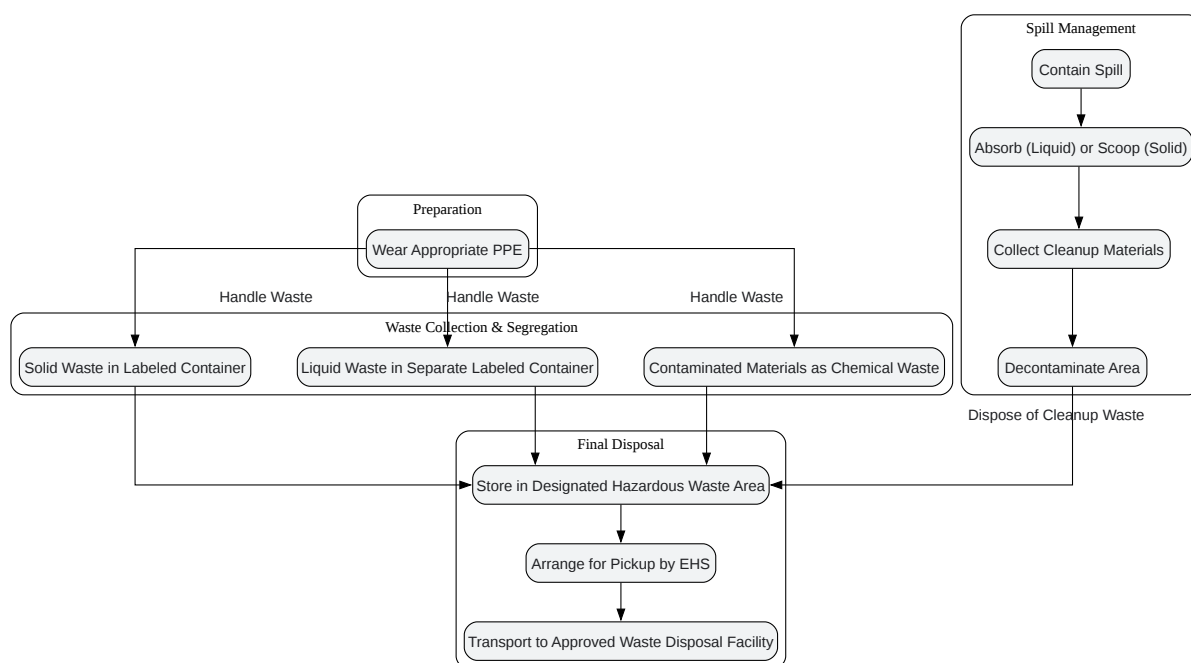 Spill Management
Contain Spill
Absorb (Liquid) or Scoop (Solid)
Preparation
Wear Appropriate PPE
Collect Cleanup Materials
Handle Waste
Handle Waste
Handle Waste
Waste Collection & Segregation
Solid Waste in Labeled Container
Liquid Waste in Separate Labeled Container
Contaminated Materials as Chemical Waste
Decontaminate Area
Dispose of Cleanup Waste
Final Disposal
Store in Designated Hazardous Waste Area
Arrange for Pickup by EHS
Transport to Approved Waste Disposal Facility